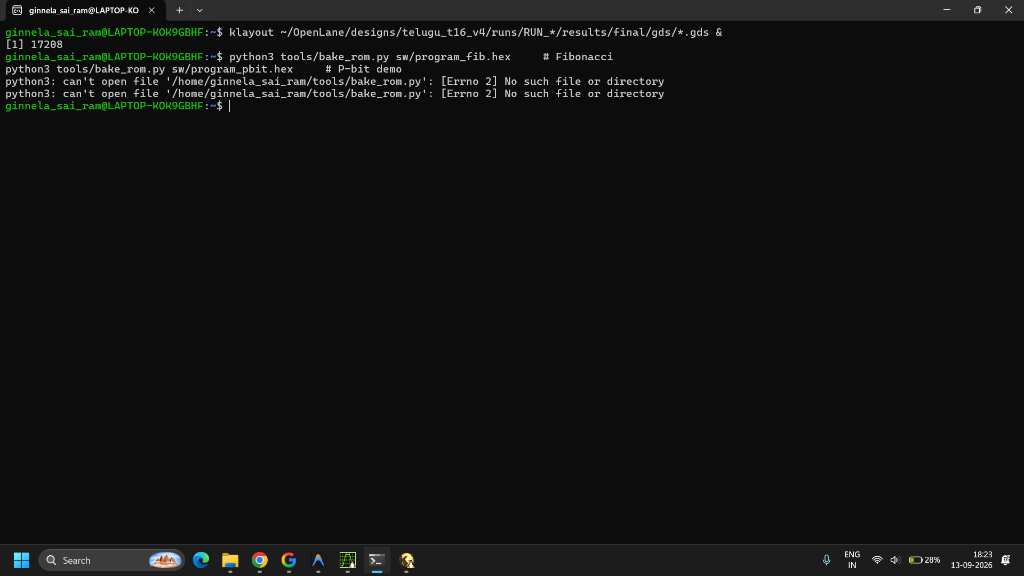 ginnela_sai_ram@LAPTOP-KO
ginnela_sai_ram@LAPTOP-KOK9GBHF:~$ klayout ~/OpenLane/designs/telugu_t16_v4/runs/RUN_*/results/final/gds/*.gds &
[1] 17208
ginnela_sai_ram@LAPTOP-KOK9GBHF:~$ python3 tools/bake_rom.py sw/program_fib.hex     # Fibonacci
python3 tools/bake_rom.py sw/program_pbit.hex     # P-bit demo
python3: can't open file '/home/ginnela_sai_ram/tools/bake_rom.py': [Errno 2] No such file or directory
python3: can't open file '/home/ginnela_sai_ram/tools/bake_rom.py': [Errno 2] No such file or directory
ginnela_sai_ram@LAPTOP-KOK9GBHF:~$
Search
ENG
IN
28%
18:23
13-09-2026